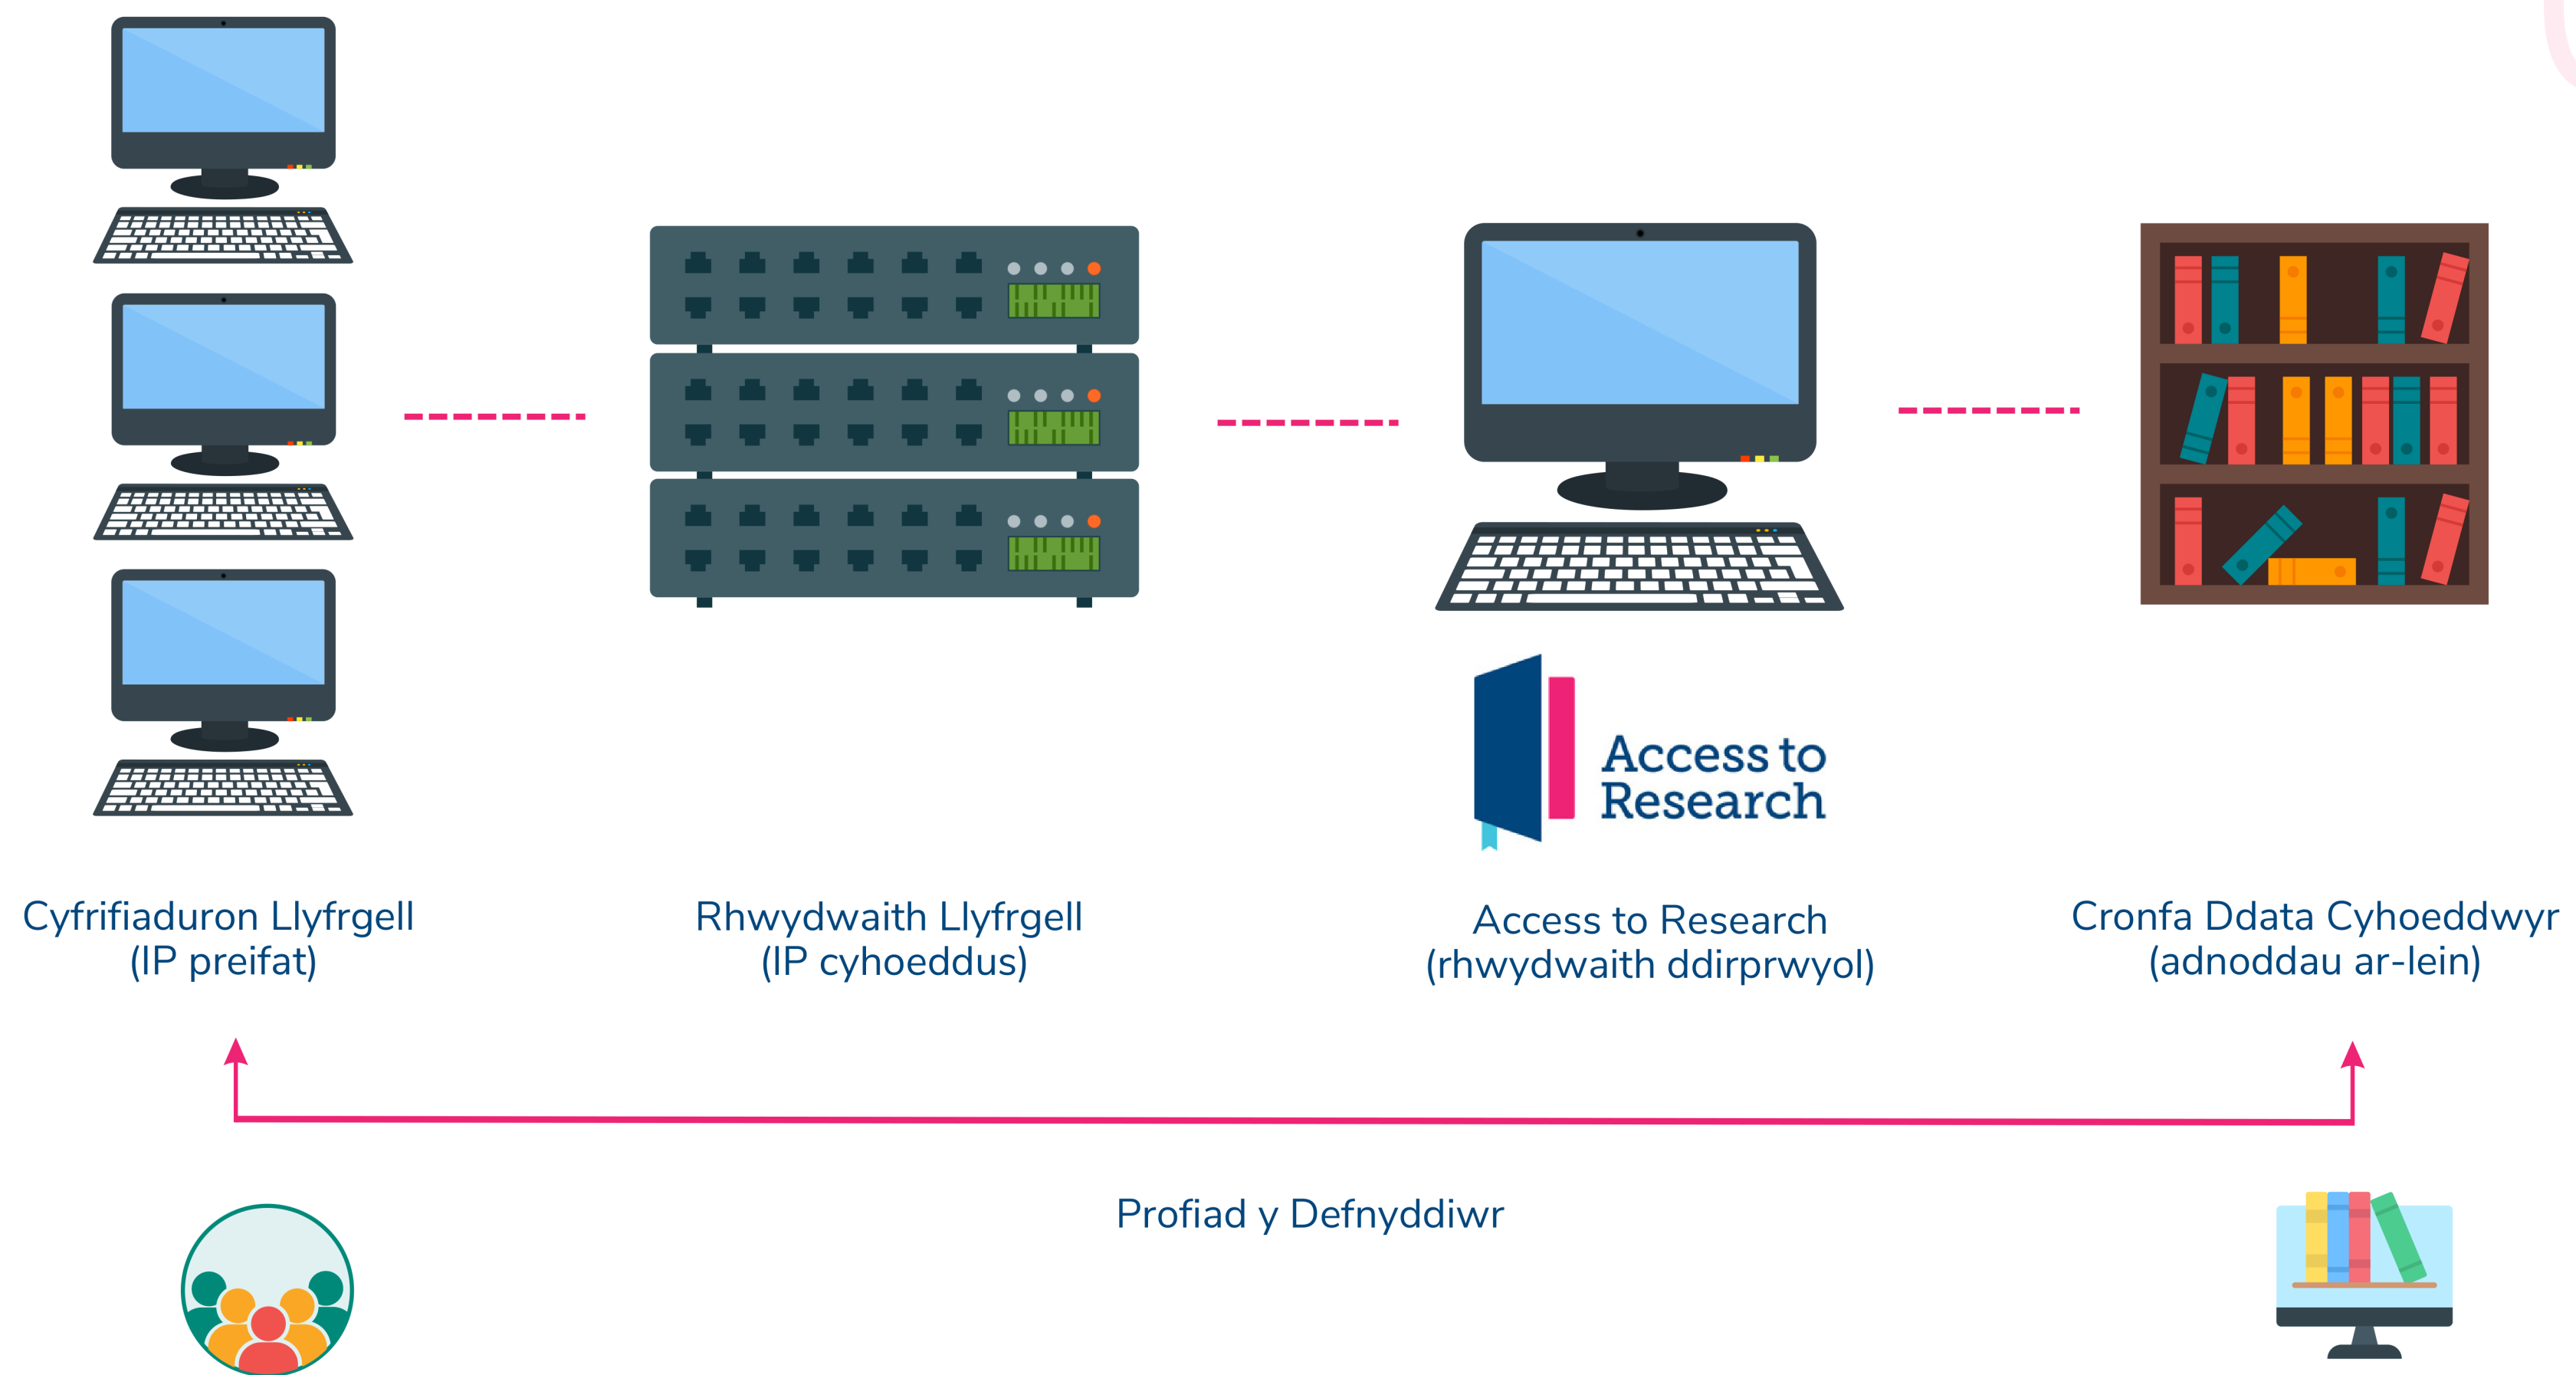 Access to
Research
Cyfrifiaduron Llyfrgell
(IP preifat)
Rhwydwaith Llyfrgell
(IP cyhoeddus)
Access to Research
(rhwydwaith ddirprwyol)
Cronfa Ddata Cyhoeddwyr
(adnoddau ar-lein)
Profiad y Defnyddiwr